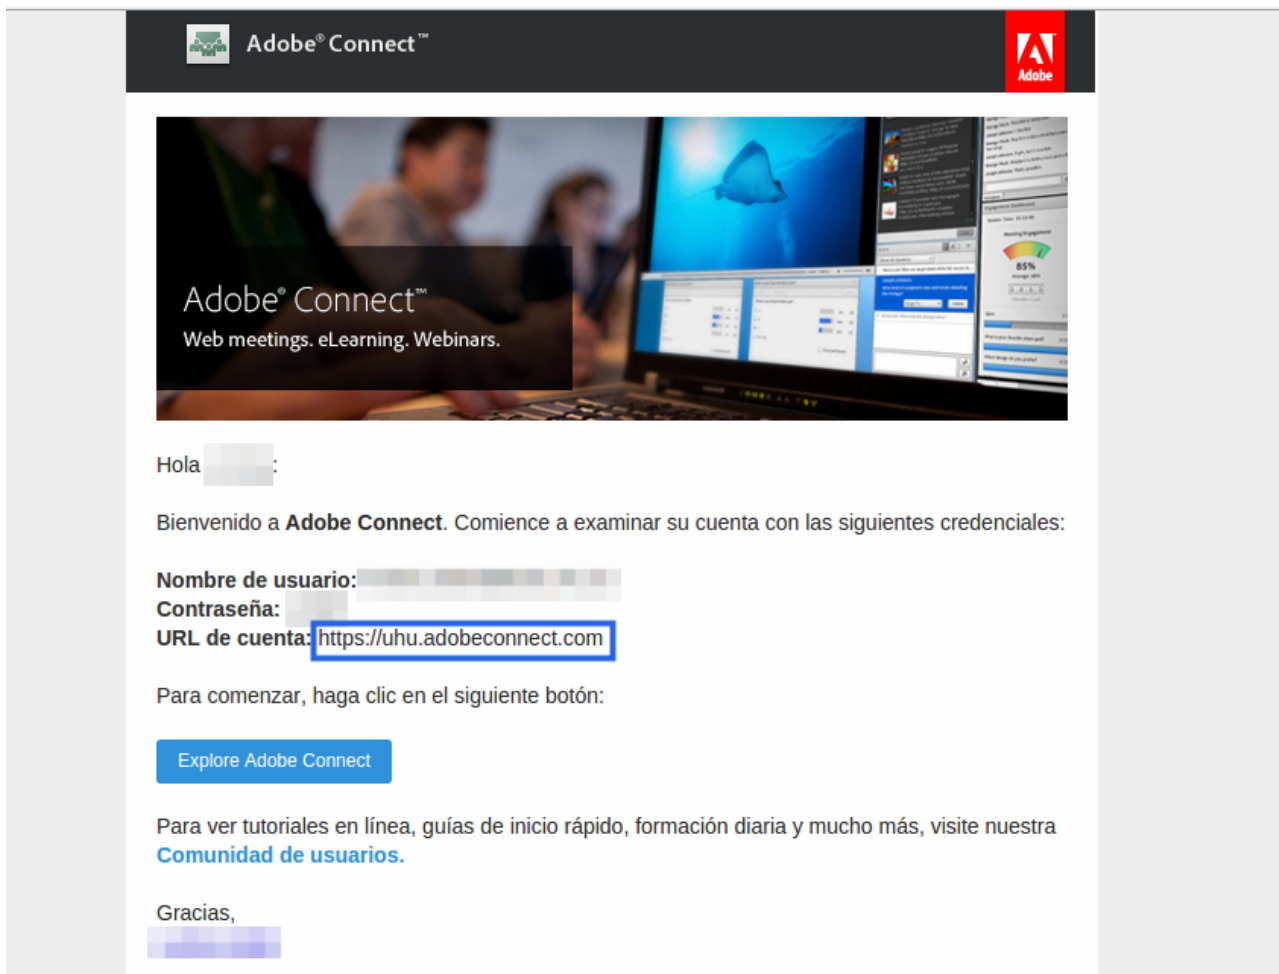 Adobe® Connect™
Adobe
Adobe® Connect™
Web meetings. eLearning. Webinars.
Meeting Engagement
85%
Hola :
Bienvenido a Adobe Connect. Comience a examinar su cuenta con las siguientes credenciales:
Nombre de usuario:
Contraseña:
URL de cuenta: https://uhu.adobeconnect.com
Para comenzar, haga clic en el siguiente botón:
Explore Adobe Connect
Para ver tutoriales en línea, guías de inicio rápido, formación diaria y mucho más, visite nuestra
Comunidad de usuarios.
Gracias,